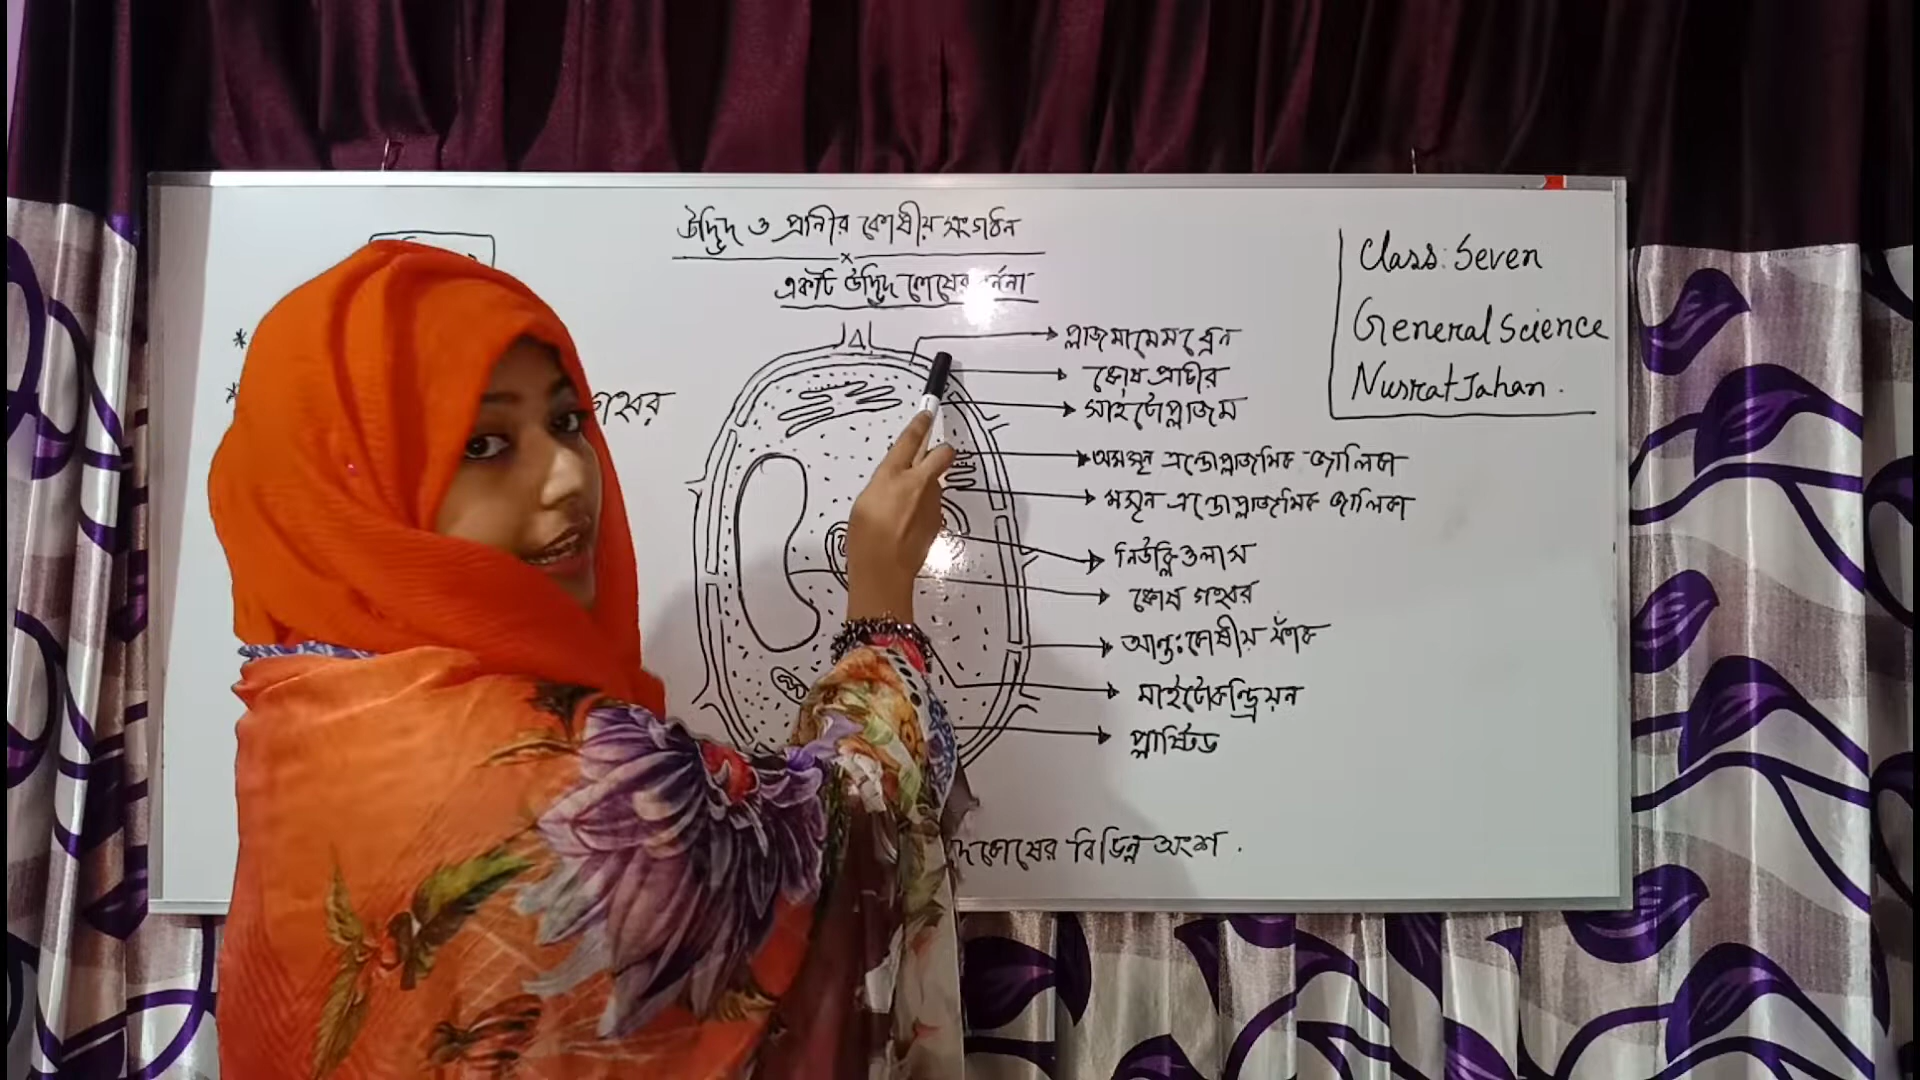 উদ্ভিদ ও প্রানীর কোষীয় সংগঠন
×
একটি উদ্ভিদ কোষের
Class: Seven
General Science
Nusrat Jahan.
*
*
গহ্বর
প্লাজমামেমব্রেন
কোষ প্রাচীর
সাইটোপ্লাজম
অমসৃন এন্ডোপ্লাজমিক জালিকা
মসৃন এন্ডোপ্লাজমিক জালিকা
নিউক্লিওলাস
কোষ গহ্বর
আন্তঃকোষীয় ফাঁক
মাইটোকন্ড্রিয়ন
প্লাস্টিড
কোষের বিভিন্ন অংশ.